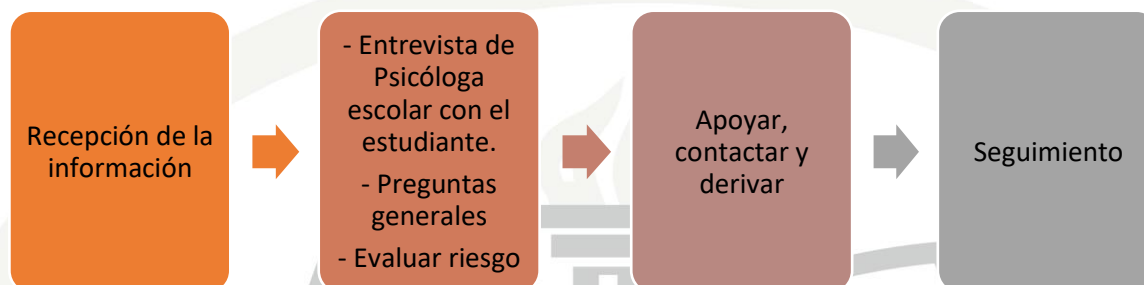 Recepción de la
información
- Entrevista de
Psicóloga
escolar con el
estudiante.
- Preguntas
generales
- Evaluar riesgo
Apoyar,
contactar y
derivar
Seguimiento